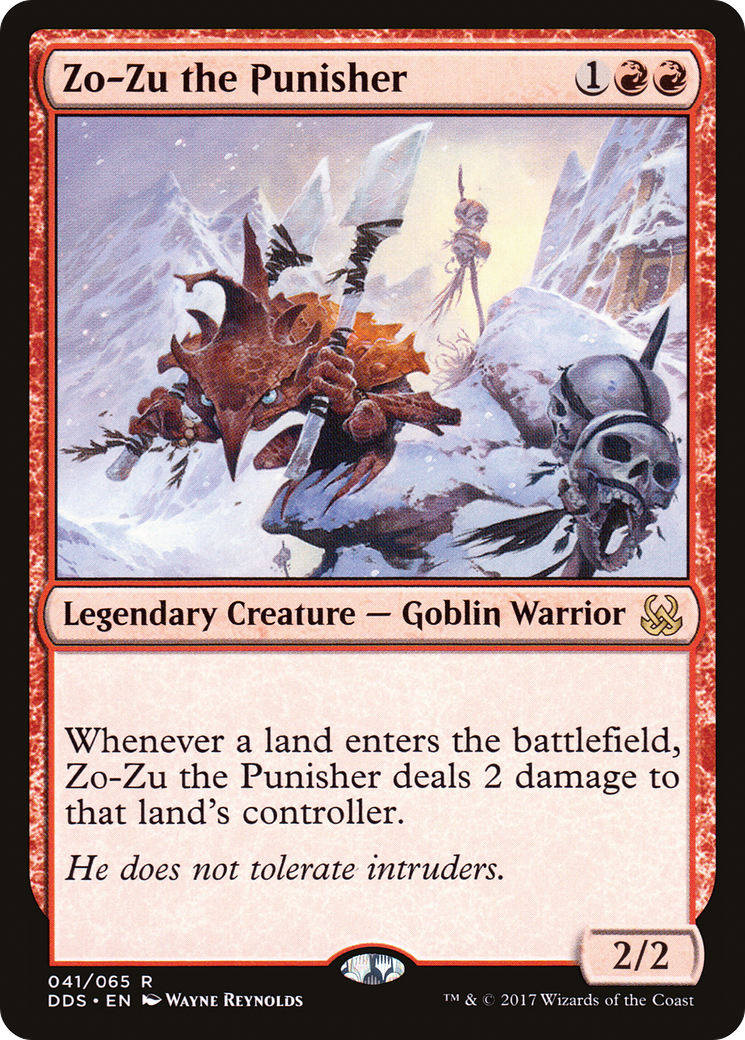 Zo-Zu the Punisher 1
Legendary Creature — Goblin Warrior
Whenever a land enters the battlefield,
Zo-Zu the Punisher deals 2 damage to
that land's controller.
He does not tolerate intruders.
2/2
041/065 R
DDS • EN Wayne Reynolds
™ & © 2017 Wizards of the Coast